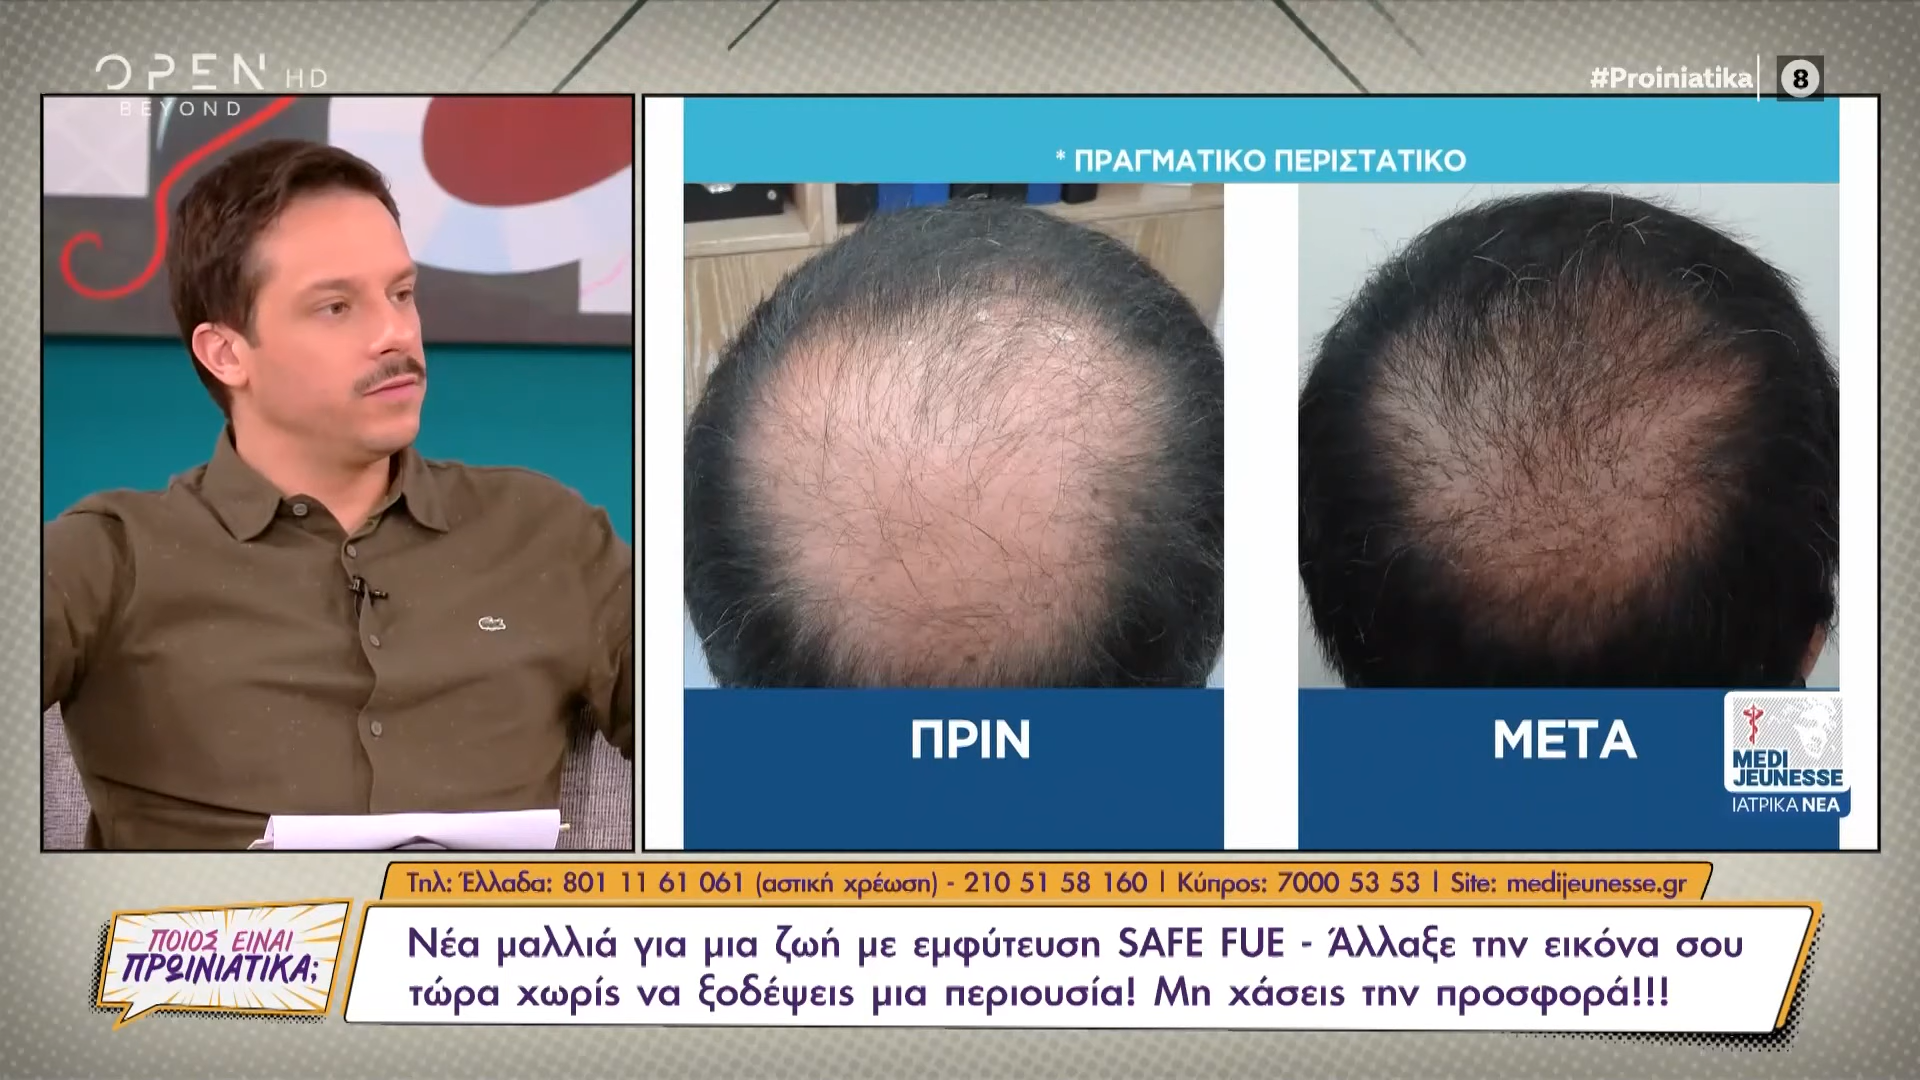 OPEN HD
BEYOND
#Proiniatika
8
* ΠΡΑΓΜΑΤΙΚΟ ΠΕΡΙΣΤΑΤΙΚΟ
ΠΡΙΝ
ΜΕΤΑ
MEDI
JEUNESSE
ΙΑΤΡΙΚΑ ΝΕΑ
Τηλ: Έλλαδα: 801 11 61 061 (αστική χρέωση) - 210 51 58 160 | Κύπρος: 7000 53 53 | Site: medijeunesse.gr
ΠΟΙΟΣ ΕΙΝΑΙ
ΠΡΩΙΝΙΑΤΙΚΑ;
Νέα μαλλιά για μια ζωή με εμφύτευση SAFE FUE - Άλλαξε την εικόνα σου
τώρα χωρίς να ξοδέψεις μια περιουσία! Μη χάσεις την προσφορά!!!